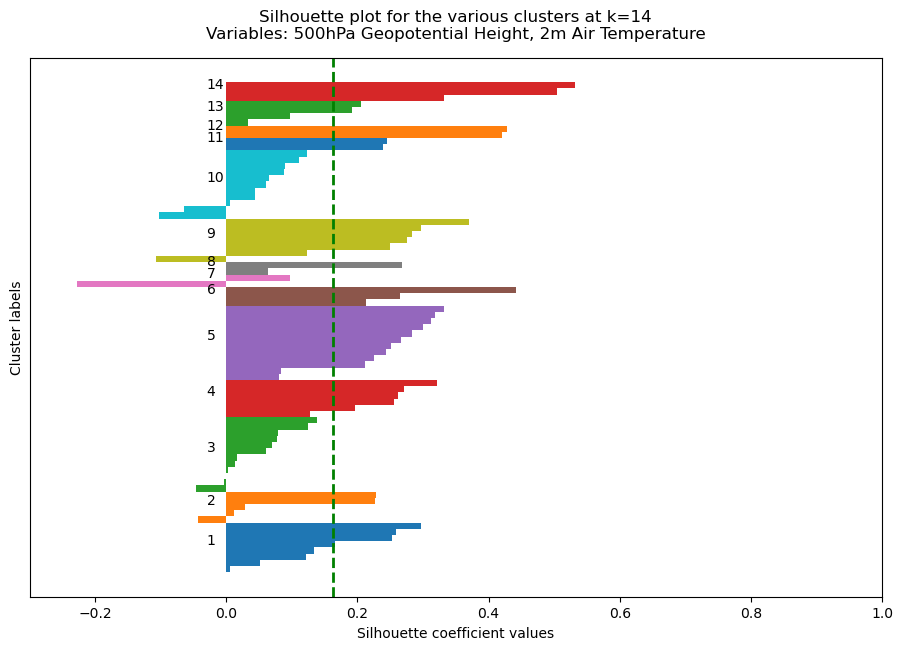 Silhouette plot for the various clusters at k=14
Variables: 500hPa Geopotential Height, 2m Air Temperature
Cluster labels
14
13
12
11
10
9
8
7
6
5
4
3
2
1
−0.2 0.0 0.2 0.4 0.6 0.8 1.0
Silhouette coefficient values